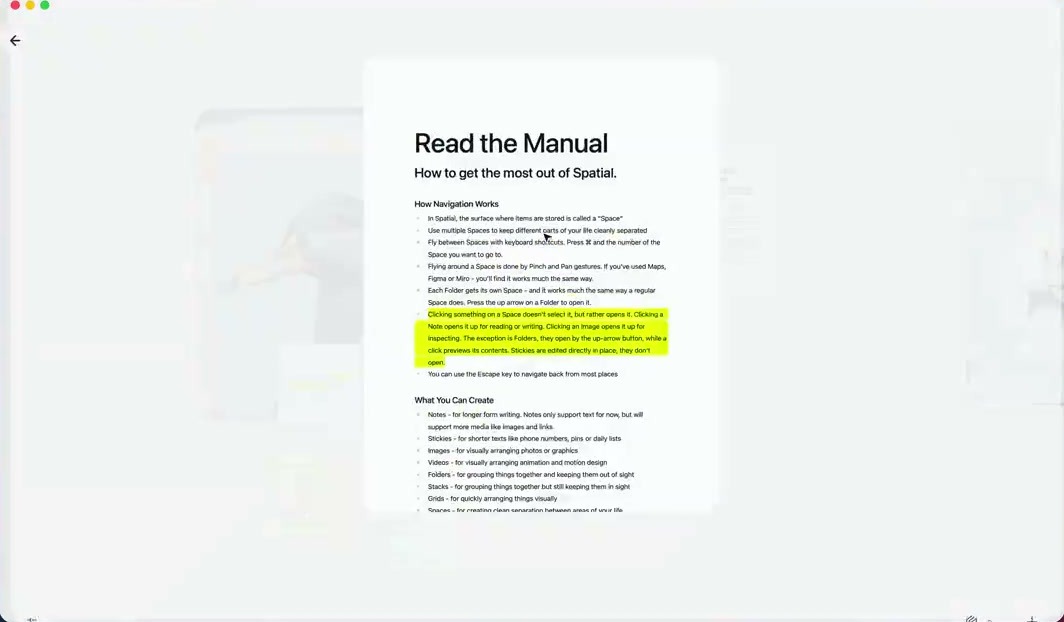 Read the Manual
How to get the most out of Spatial.
How Navigation Works
In Spatial, the surface where items are stored is called a "Space"
Use multiple Spaces to keep different parts of your life cleanly separated
Fly between Spaces with keyboard shortcuts. Press ⌘ and the number of the
Space you want to go to.
Flying around a Space is done by Pinch and Pan gestures. If you've used Maps,
Figma or Miro - you'll find it works much the same way.
Each Folder gets its own Space - and it works much the same way a regular
Space does. Press the up arrow on a Folder to open it.
Clicking something on a Space doesn't select it, but rather opens it. Clicking a
Note opens it up for reading or writing. Clicking an Image opens it up for
inspecting. The exception is Folders, they open by the up-arrow button, while a
click previews its contents. Stickies are edited directly in place, they don't
open.
You can use the Escape key to navigate back from most places
What You Can Create
Notes - for longer form writing. Notes only support text for now, but will
support more media like images and links.
Stickies - for shorter texts like phone numbers, pins or daily lists
Images - for visually arranging photos or graphics
Videos - for visually arranging animation and motion design
Folders - for grouping things together and keeping them out of sight
Stacks - for grouping things together but still keeping them in sight
Grids - for quickly arranging things visually
Spaces - for creating clean separation between areas of your life